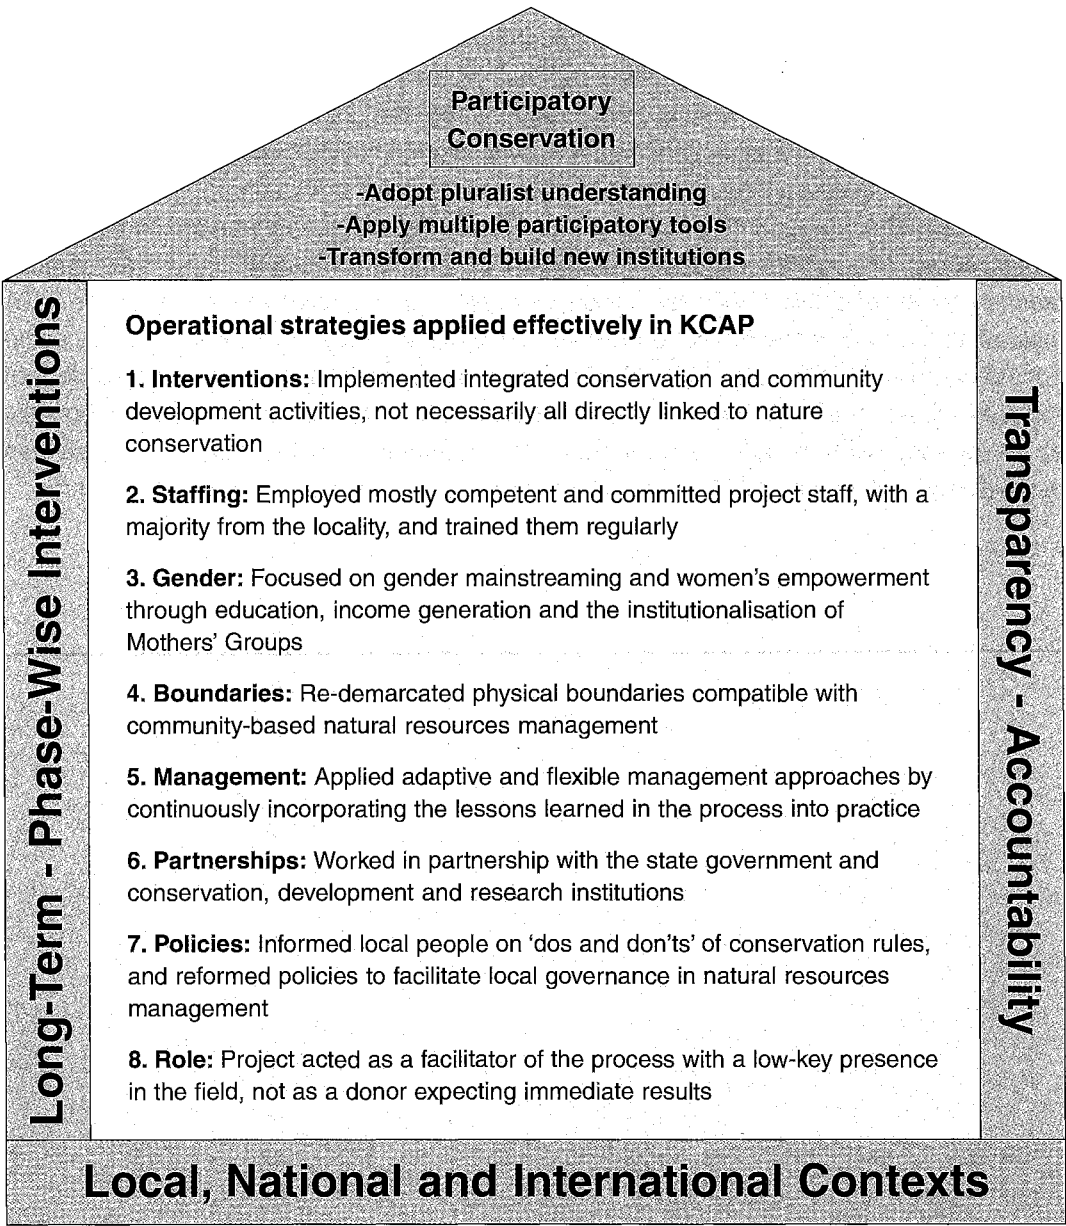 Participatory
Conservation
-Adopt pluralist understanding
-Apply multiple participatory tools
-Transform and build new institutions
Long-Term - Phase-Wise Interventions
Operational strategies applied effectively in KCAP
1. Interventions: Implemented integrated conservation and community
development activities, not necessarily all directly linked to nature
conservation
2. Staffing: Employed mostly competent and committed project staff, with a
majority from the locality, and trained them regularly
3. Gender: Focused on gender mainstreaming and women's empowerment
through education, income generation and the institutionalisation of
Mothers' Groups
4. Boundaries: Re-demarcated physical boundaries compatible with
community-based natural resources management
5. Management: Applied adaptive and flexible management approaches by
continuously incorporating the lessons learned in the process into practice
6. Partnerships: Worked in partnership with the state government and
conservation, development and research institutions
7. Policies: Informed local people on 'dos and don'ts' of conservation rules,
and reformed policies to facilitate local governance in natural resources
management
8. Role: Project acted as a facilitator of the process with a low-key presence
in the field, not as a donor expecting immediate results
Transparency - Accountability
Local, National and International Contexts